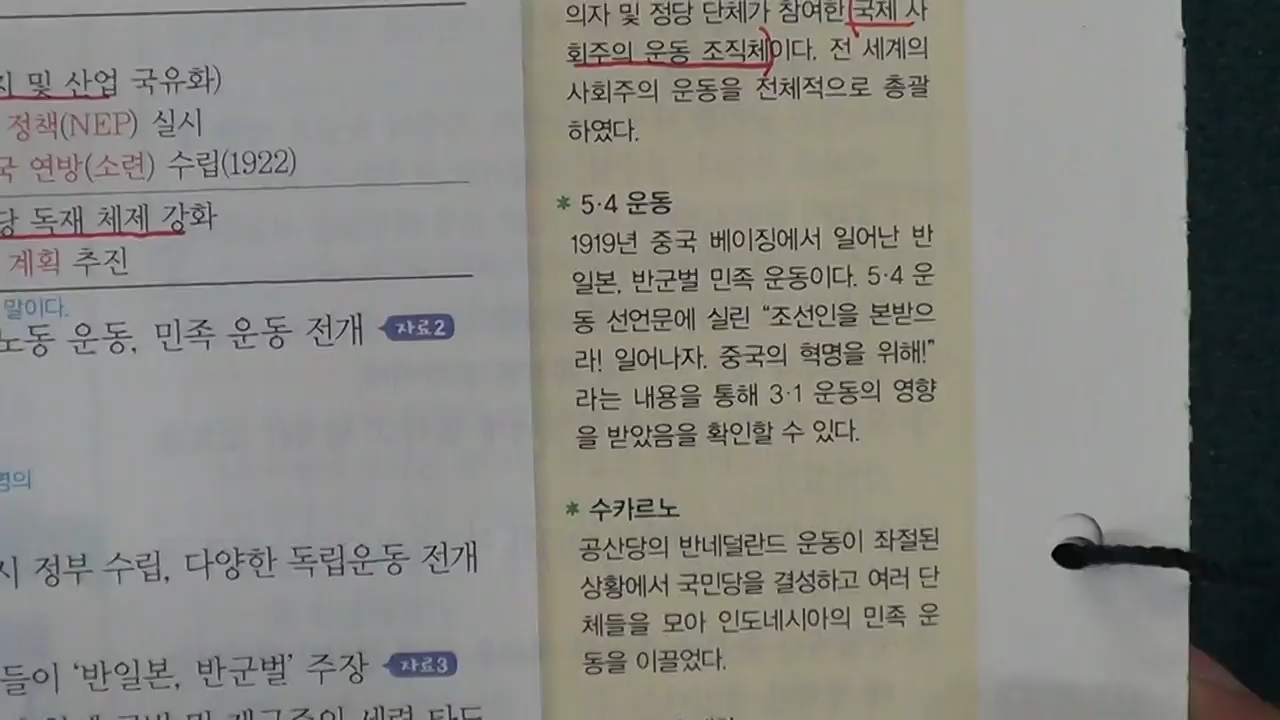 및 산업 국유화)
정책(NEP) 실시
연방(소련) 수립(1922)
독재 체제 강화
계획 추진
말이다.
노동 운동, 민족 운동 전개 자료2
정부 수립, 다양한 독립운동 전개
들이 '반일본, 반군벌' 주장 자료3
의자 및 정당 단체가 참여한 국제 사
회주의 운동 조직체이다. 전 세계의
사회주의 운동을 전체적으로 총괄
하였다.
* 5·4 운동
1919년 중국 베이징에서 일어난 반
일본, 반군벌 민족 운동이다. 5·4 운
동 선언문에 실린 “조선인을 본받으
라! 일어나자. 중국의 혁명을 위해!”
라는 내용을 통해 3·1 운동의 영향
을 받았음을 확인할 수 있다.
* 수카르노
공산당의 반네덜란드 운동이 좌절된
상황에서 국민당을 결성하고 여러 단
체들을 모아 인도네시아의 민족 운
동을 이끌었다.